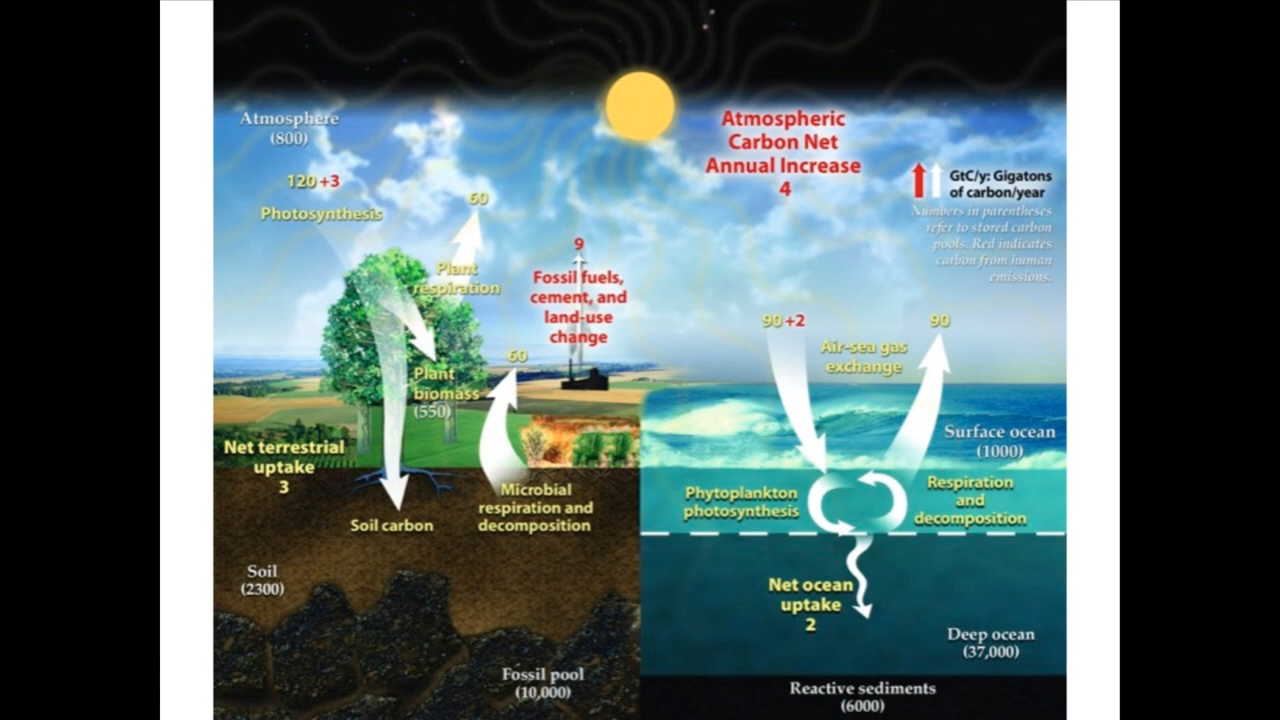 Atmosphere
(800)
120 +3
Photosynthesis
60
Plant
respiration
9
Fossil fuels,
cement, and
land-use
change
60
Plant
biomass
(550)
Net terrestrial
uptake
3
Soil carbon
Microbial
respiration and
decomposition
Soil
(2300)
Fossil pool
(10,000)
Atmospheric
Carbon Net
Annual Increase
4
GtC/y: Gigatons
of carbon/year
Numbers in parentheses
refer to stored carbon
pools. Red indicates
carbon from human
emissions.
90 +2
Air-sea gas
exchange
90
Surface ocean
(1000)
Phytoplankton
photosynthesis
Respiration
and
decomposition
Net ocean
uptake
2
Deep ocean
(37,000)
Reactive sediments
(6000)